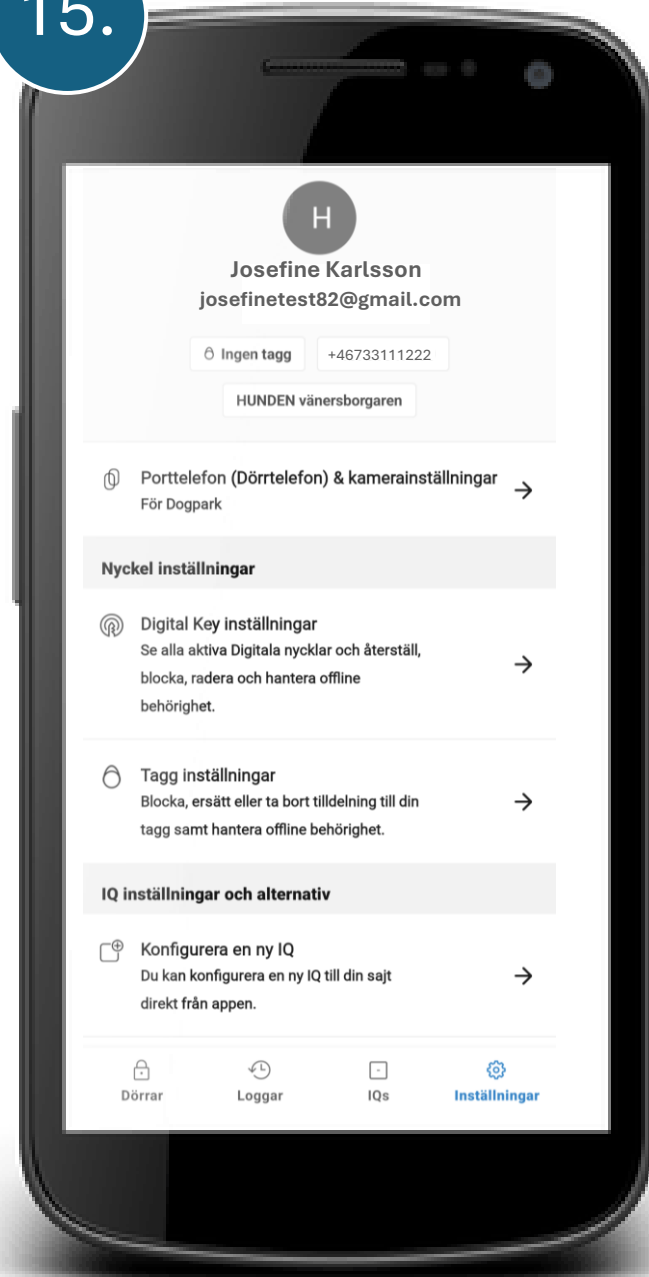 15.
H
Josefine Karlsson
josefinetest82@gmail.com
Ingen tagg
+46733111222
HUNDEN vänersborgaren
Porttelefon (Dörrtelefon) & kamerainställningar
För Dogpark
Nyckel inställningar
Digital Key inställningar
Se alla aktiva Digitala nycklar och återställ,
blocka, radera och hantera offline
behörighet.
Tagg inställningar
Blocka, ersätt eller ta bort tilldelning till din
tagg samt hantera offline behörighet.
IQ inställningar och alternativ
Konfigurera en ny IQ
Du kan konfigurera en ny IQ till din sajt
direkt från appen.
Dörrar
Loggar
IQs
Inställningar